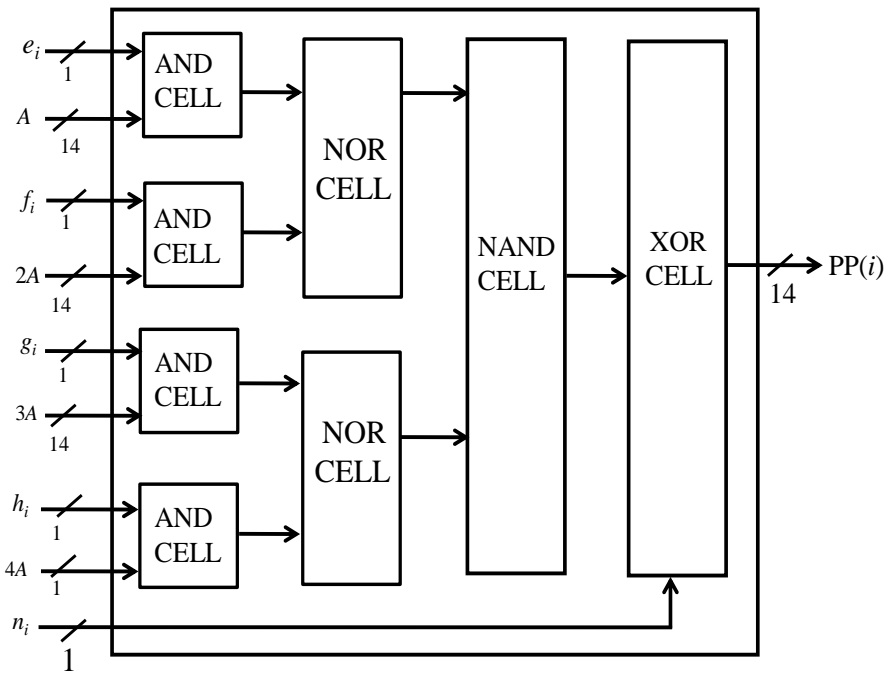 e_i
1
AND
CELL
A
14
NOR
CELL
f_i
1
AND
CELL
2A
14
NAND
CELL
XOR
CELL
14
PP(i)
g_i
1
AND
CELL
3A
14
NOR
CELL
h_i
1
AND
CELL
4A
1
n_i
1